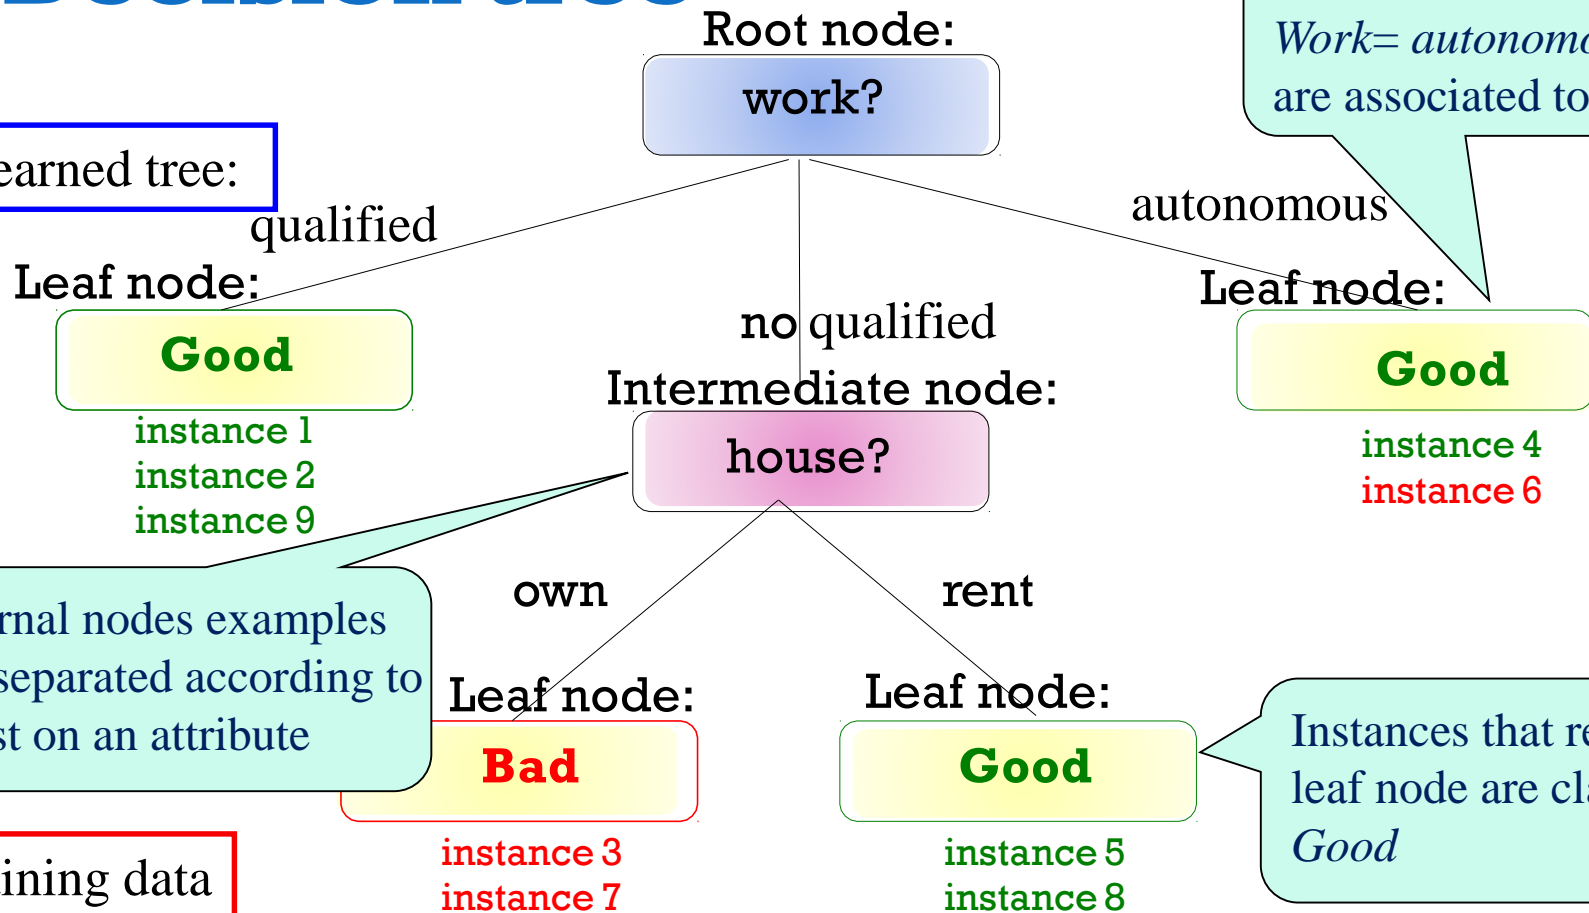 Decision tree
Root node:
Work= autonomo
are associated to
work?
earned tree:
qualified
autonomous
Leaf node:
Leaf node:
no qualified
Good
Good
Intermediate node:
instance 1
instance 2
instance 9
house?
instance 4
instance 6
own
rent
rnal nodes examples
separated according to
st on an attribute
Leaf node:
Leaf node:
Bad
Good
Instances that re
leaf node are cla
Good
instance 3
instance 7
instance 5
instance 8
ining data